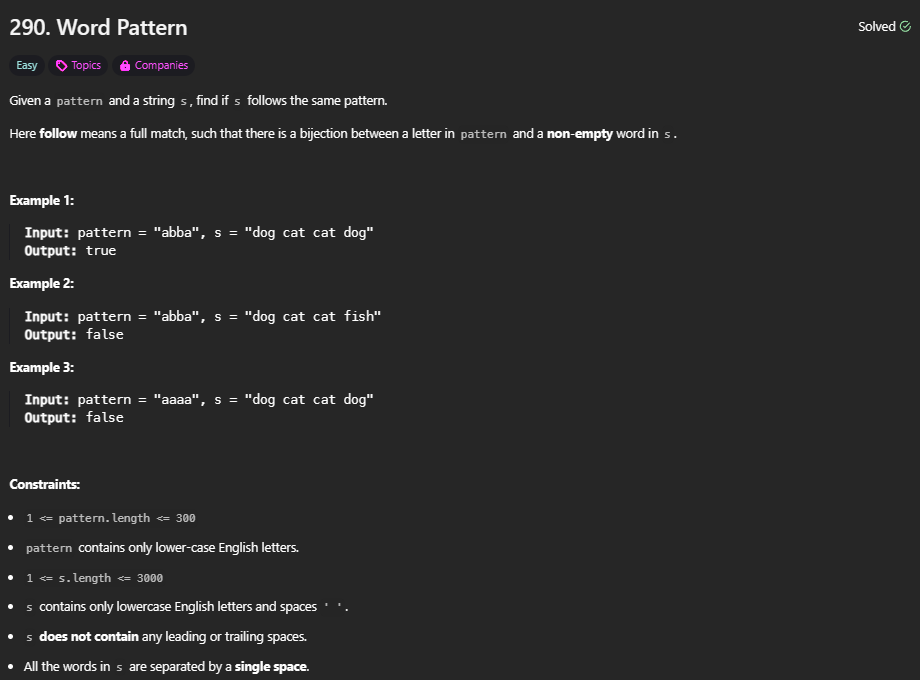 290. Word Pattern
Solved
Easy
Topics
Companies
Given a pattern and a string s, find if s follows the same pattern.
Here follow means a full match, such that there is a bijection between a letter in pattern and a non-empty word in s.
Example 1:
Input: pattern = "abba", s = "dog cat cat dog"
Output: true
Example 2:
Input: pattern = "abba", s = "dog cat cat fish"
Output: false
Example 3:
Input: pattern = "aaaa", s = "dog cat cat dog"
Output: false
Constraints:
• 1 <= pattern.length <= 300
• pattern contains only lower-case English letters.
• 1 <= s.length <= 3000
• s contains only lowercase English letters and spaces ' '.
• s does not contain any leading or trailing spaces.
• All the words in s are separated by a single space.